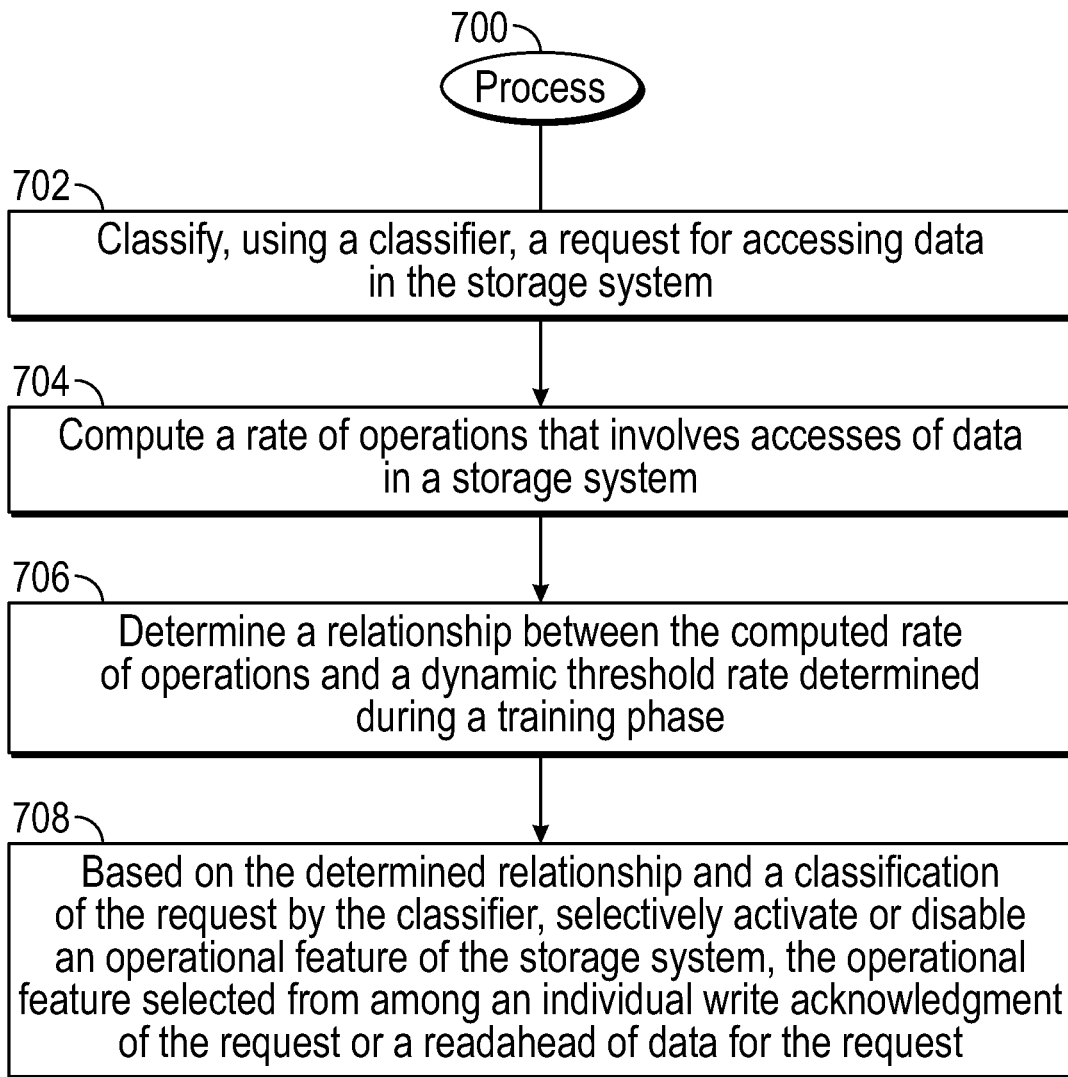 700
Process
702
Classify, using a classifier, a request for accessing data
in the storage system
704
Compute a rate of operations that involves accesses of data
in a storage system
706
Determine a relationship between the computed rate
of operations and a dynamic threshold rate determined
during a training phase
708
Based on the determined relationship and a classification
of the request by the classifier, selectively activate or disable
an operational feature of the storage system, the operational
feature selected from among an individual write acknowledgment
of the request or a readahead of data for the request